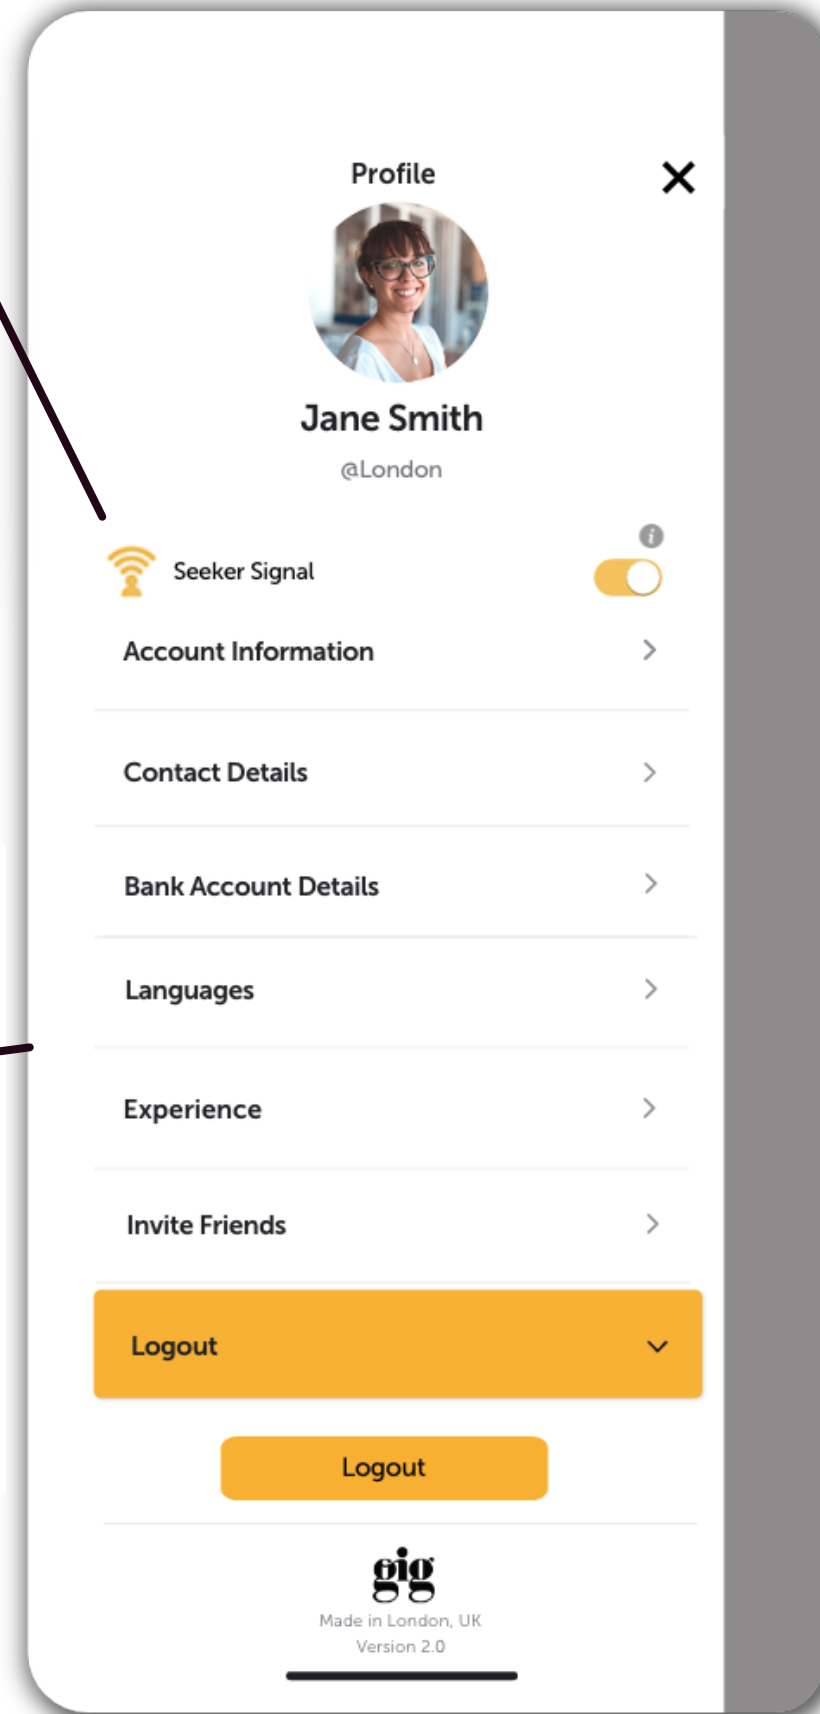 Profile
Jane Smith
@London
Seeker Signal
Account Information
Contact Details
Bank Account Details
Languages
Experience
Invite Friends
Logout
Logout
gig
Made in London, UK
Version 2.0